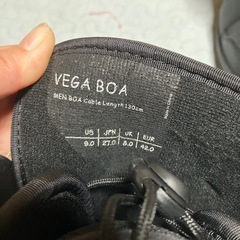 VEGA BOA
MEN BOA Cable Length 130cm
US JPN UK EUR
9.0 27.0 8.0 42.0